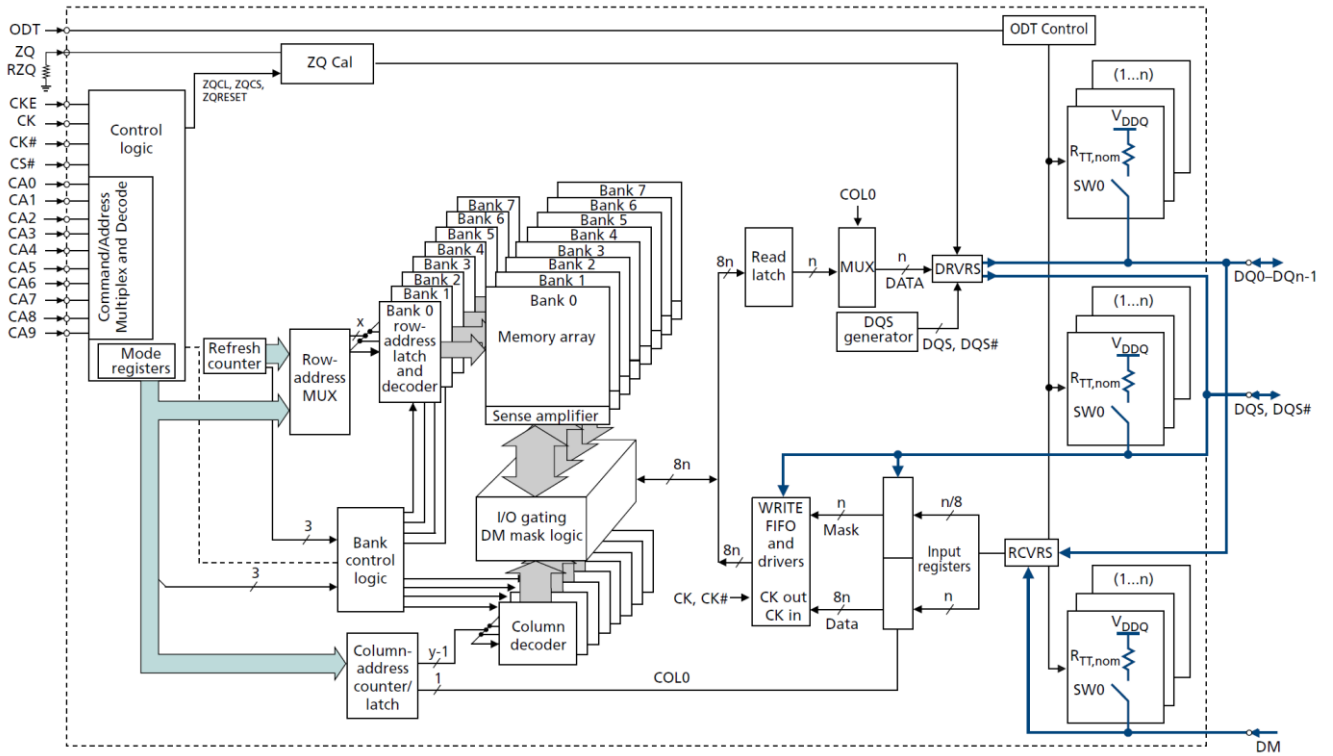 ODT
ODT Control
ZQ
RZQ
ZQ Cal
ZQCL, ZQCS,
ZQRESET
CKE
CK
CK#
CS#
CA0
CA1
CA2
CA3
CA4
CA5
CA6
CA7
CA8
CA9
Control
logic
Command/Address
Multiplex and Decode
Mode
registers
Refresh
counter
Row-
address
MUX
x
Bank 7
Bank 6
Bank 5
Bank 4
Bank 3
Bank 2
Bank 1
Bank 0
row-
address
latch
and
decoder
Bank 7
Bank 6
Bank 5
Bank 4
Bank 3
Bank 2
Bank 1
Bank 0
Memory array
Sense amplifier
3
3
Bank
control
logic
I/O gating
DM mask logic
Column
decoder
Column-
address
counter/
latch
y-1
1
COL0
8n
8n
8n
Read
latch
n
COL0
MUX
n
DATA
DRVRS
DQS
generator
DQS, DQS#
WRITE
FIFO
and
drivers
CK out
CK in
CK, CK#
n
Mask
8n
Data
n/8
Input
registers
n
RCVRS
(1...n)
VDDQ
RTT,nom
SW0
DQ0–DQn-1
(1...n)
VDDQ
RTT,nom
SW0
DQS, DQS#
(1...n)
VDDQ
RTT,nom
SW0
DM